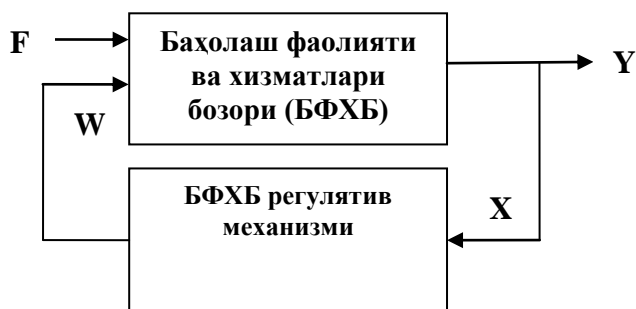 F
Баҳолаш фаолияти
ва хизматлари
бозори (БФХБ)
Y
W
БФХБ регулятив
механизми
X